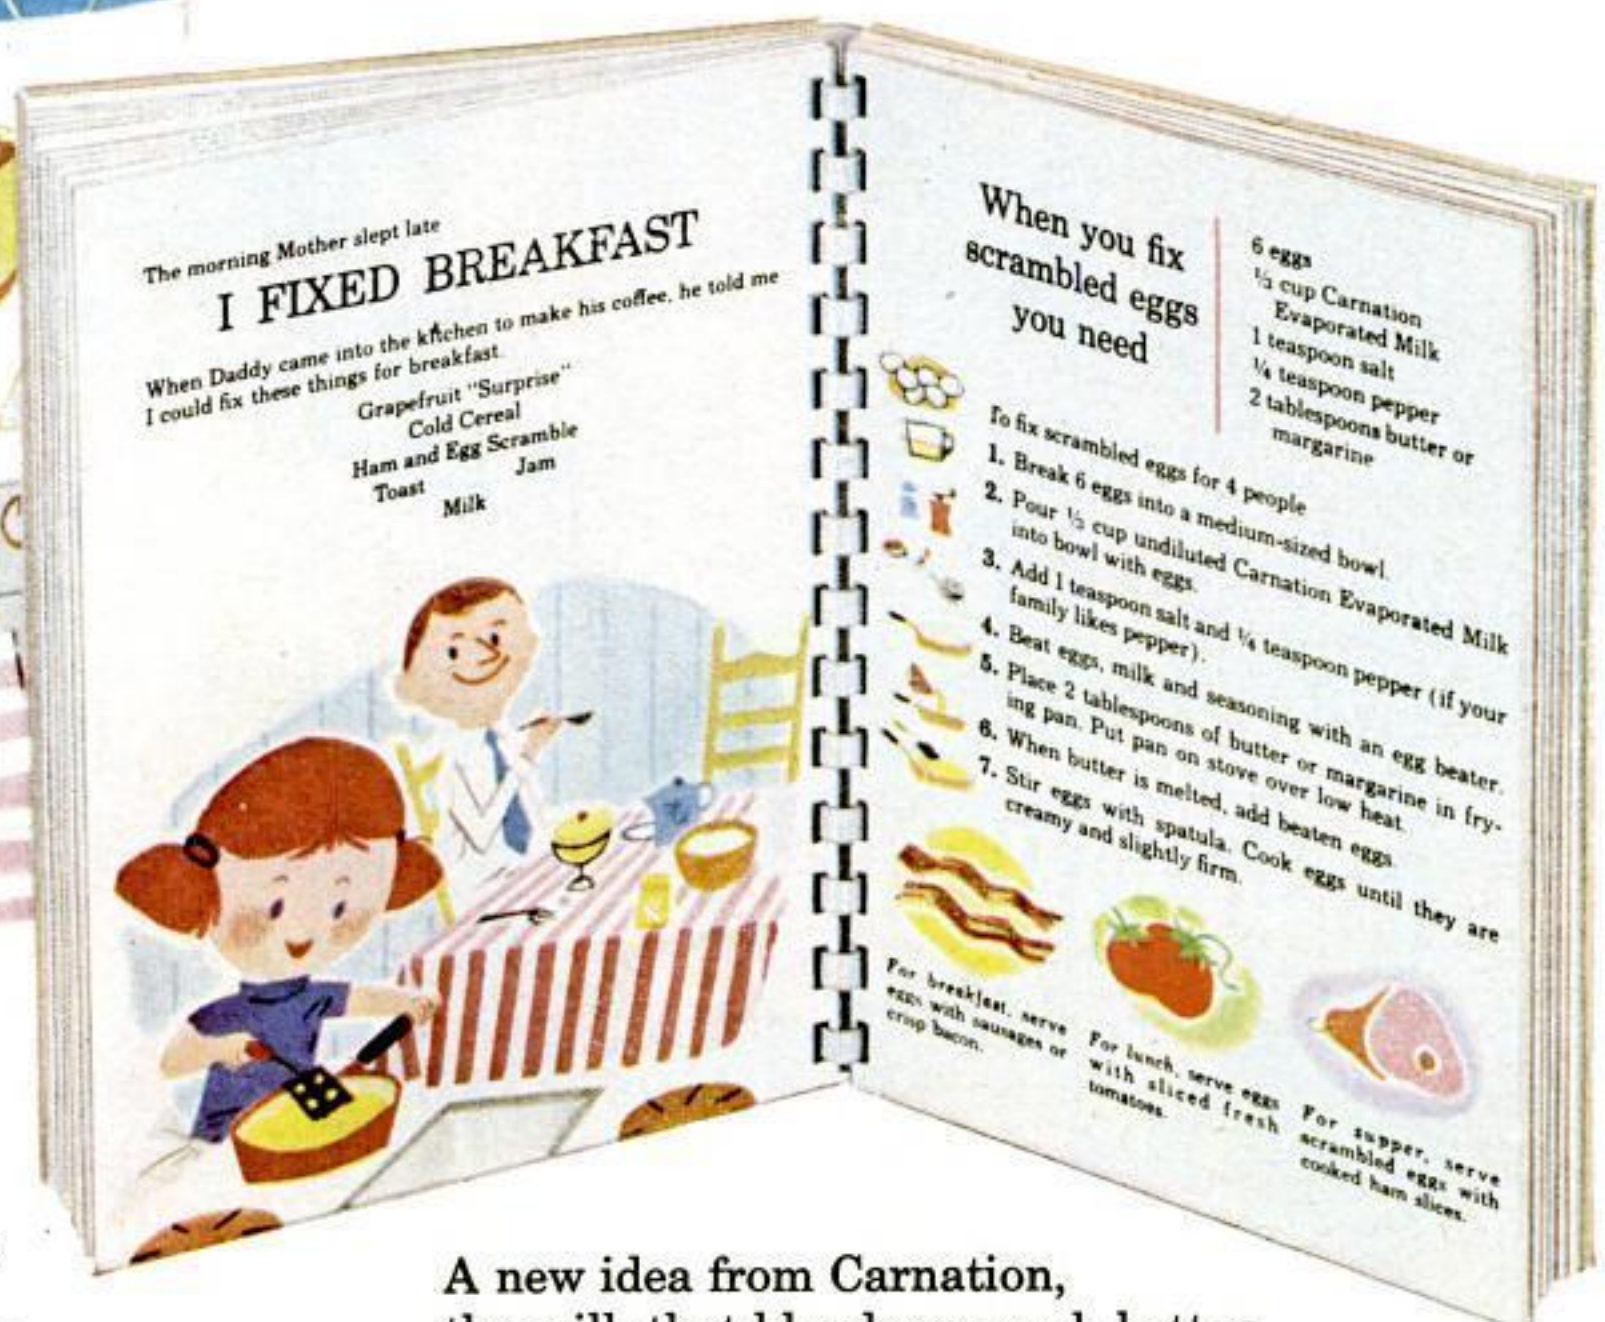 The morning Mother slept late
I FIXED BREAKFAST
When Daddy came into the kitchen to make his coffee, he told me
I could fix these things for breakfast.
Grapefruit "Surprise"
Cold Cereal
Ham and Egg Scramble
Toast Jam
Milk
When you fix
scrambled eggs
you need
6 eggs
⅓ cup Carnation
Evaporated Milk
1 teaspoon salt
¼ teaspoon pepper
2 tablespoons butter or
margarine
To fix scrambled eggs for 4 people
1. Break 6 eggs into a medium-sized bowl.
2. Pour ⅓ cup undiluted Carnation Evaporated Milk
into bowl with eggs.
3. Add 1 teaspoon salt and ¼ teaspoon pepper (if your
family likes pepper).
4. Beat eggs, milk and seasoning with an egg beater.
5. Place 2 tablespoons of butter or margarine in fry-
ing pan. Put pan on stove over low heat.
6. When butter is melted, add beaten eggs.
7. Stir eggs with spatula. Cook eggs until they are
creamy and slightly firm.
For breakfast, serve
eggs with sausages or
crisp bacon.
For lunch, serve eggs
with sliced fresh
tomatoes.
For supper, serve
scrambled eggs with
cooked ham slices.
A new idea from Carnation,